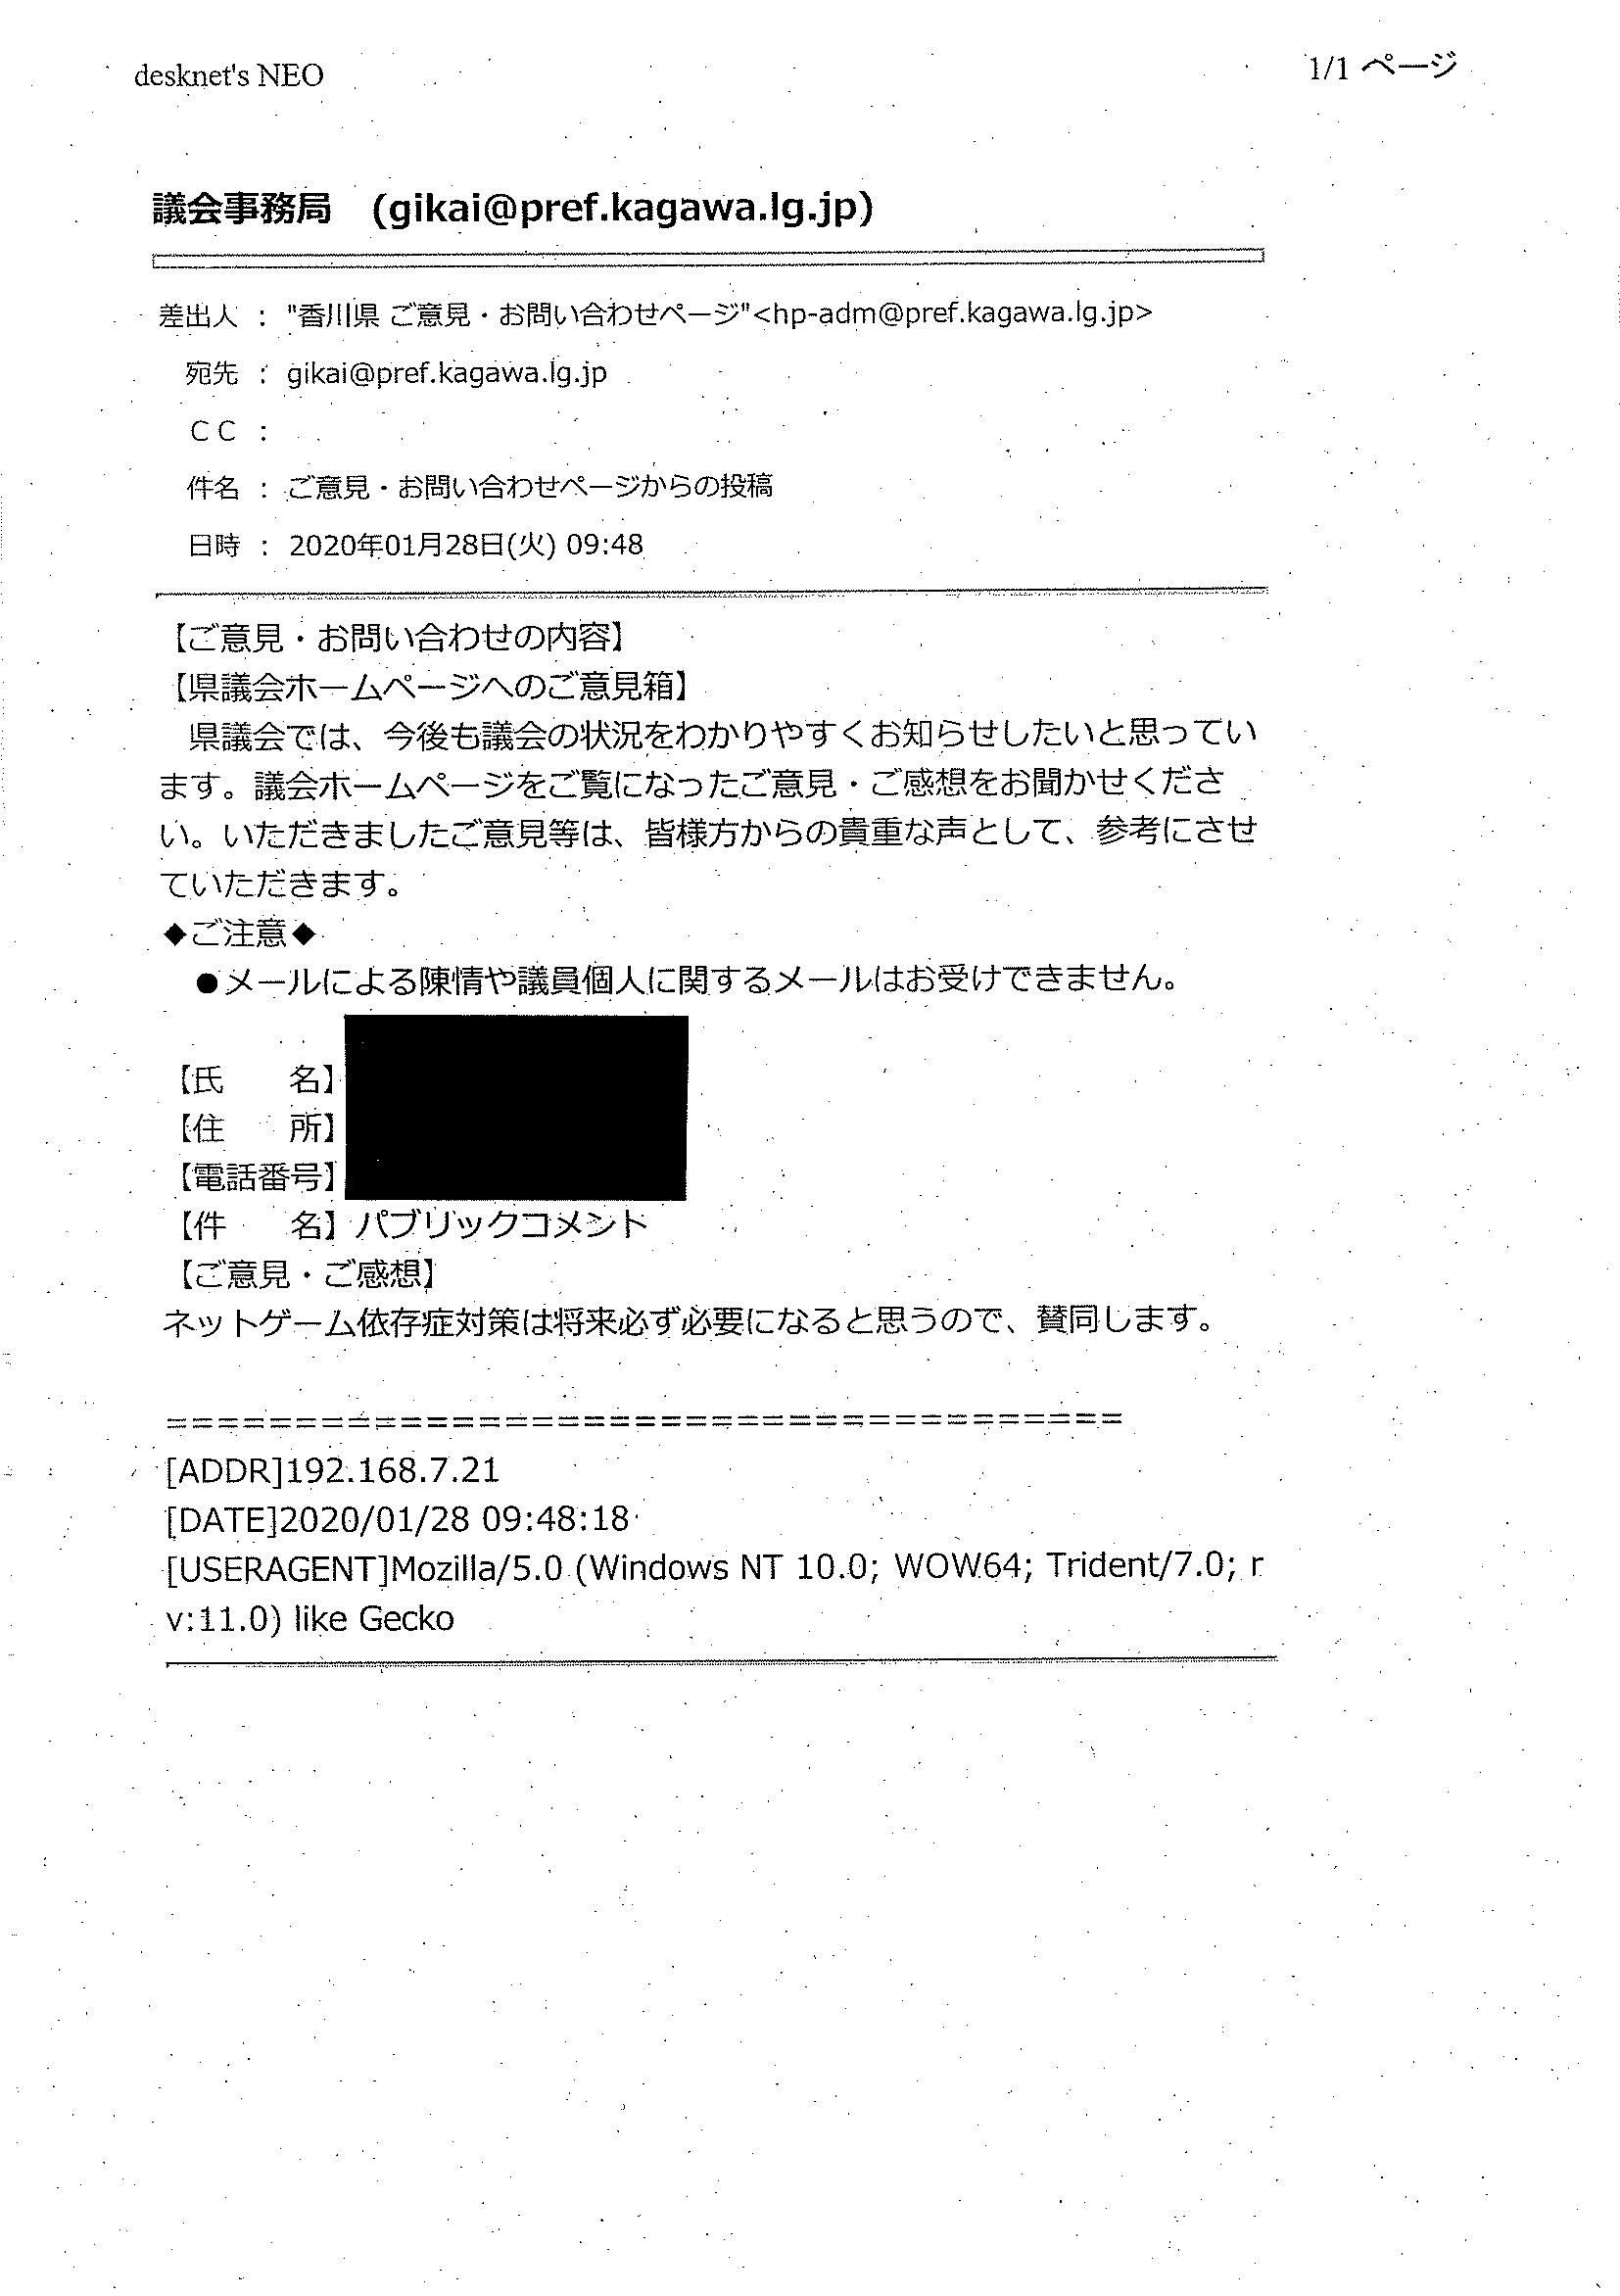 desknet's NEO
1/1 ページ
議会事務局　(gikai@pref.kagawa.lg.jp)
差出人 ： "香川県 ご意見・お問い合わせページ"<hp-adm@pref.kagawa.lg.jp>
宛先 ： gikai@pref.kagawa.lg.jp
ＣＣ ：
件名 ： ご意見・お問い合わせページからの投稿
日時 ： 2020年01月28日(火) 09:48
【ご意見・お問い合わせの内容】
【県議会ホームページへのご意見箱】
　県議会では、今後も議会の状況をわかりやすくお知らせしたいと思ってい
ます。議会ホームページをご覧になったご意見・ご感想をお聞かせくださ
い。いただきましたご意見等は、皆様方からの貴重な声として、参考にさせ
ていただきます。
◆ご注意◆
　●メールによる陳情や議員個人に関するメールはお受けできません。
【氏　　名】
【住　　所】
【電話番号】
【件　　名】パブリックコメント
【ご意見・ご感想】
ネットゲーム依存症対策は将来必ず必要になると思うので、賛同します。
=====================================
[ADDR]192.168.7.21
[DATE]2020/01/28 09:48:18
[USERAGENT]Mozilla/5.0 (Windows NT 10.0; WOW64; Trident/7.0; r
v:11.0) like Gecko